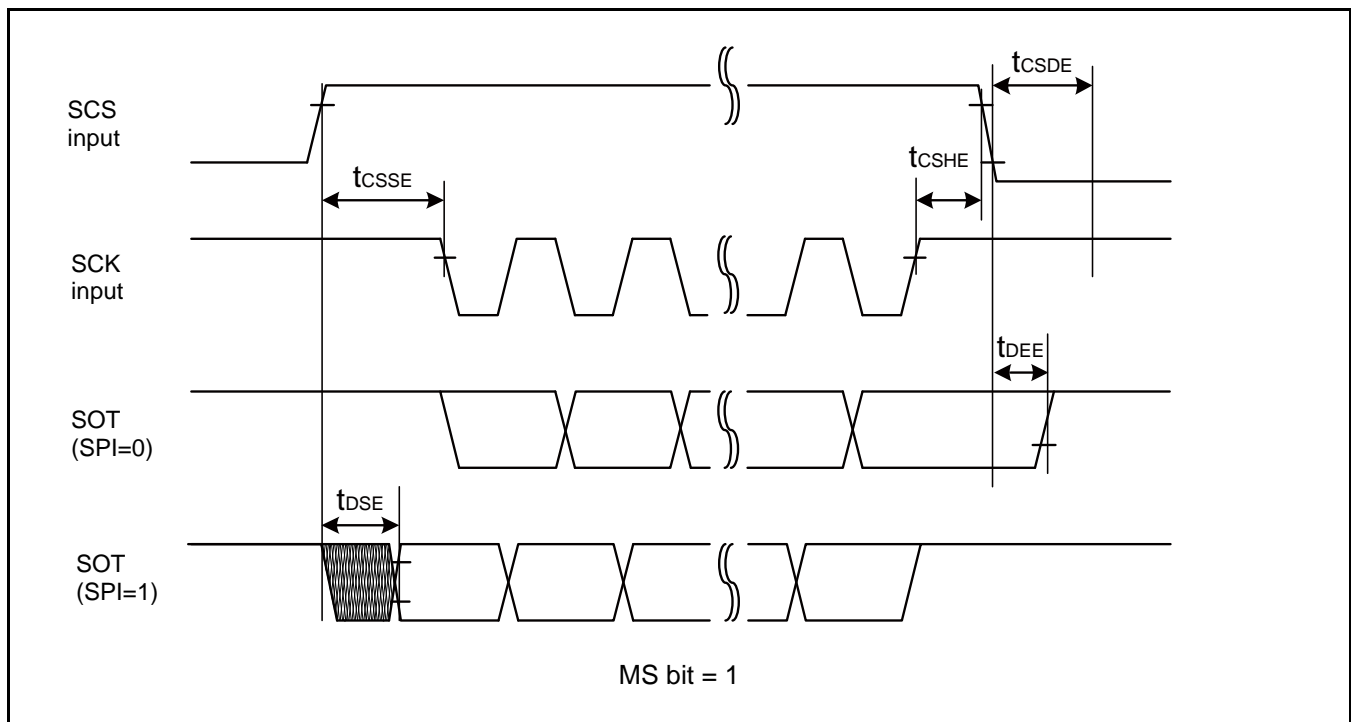 tCSDE
SCS
input
tCSHE
tCSSE
SCK
input
tDEE
SOT
(SPI=0)
tDSE
SOT
(SPI=1)
MS bit = 1